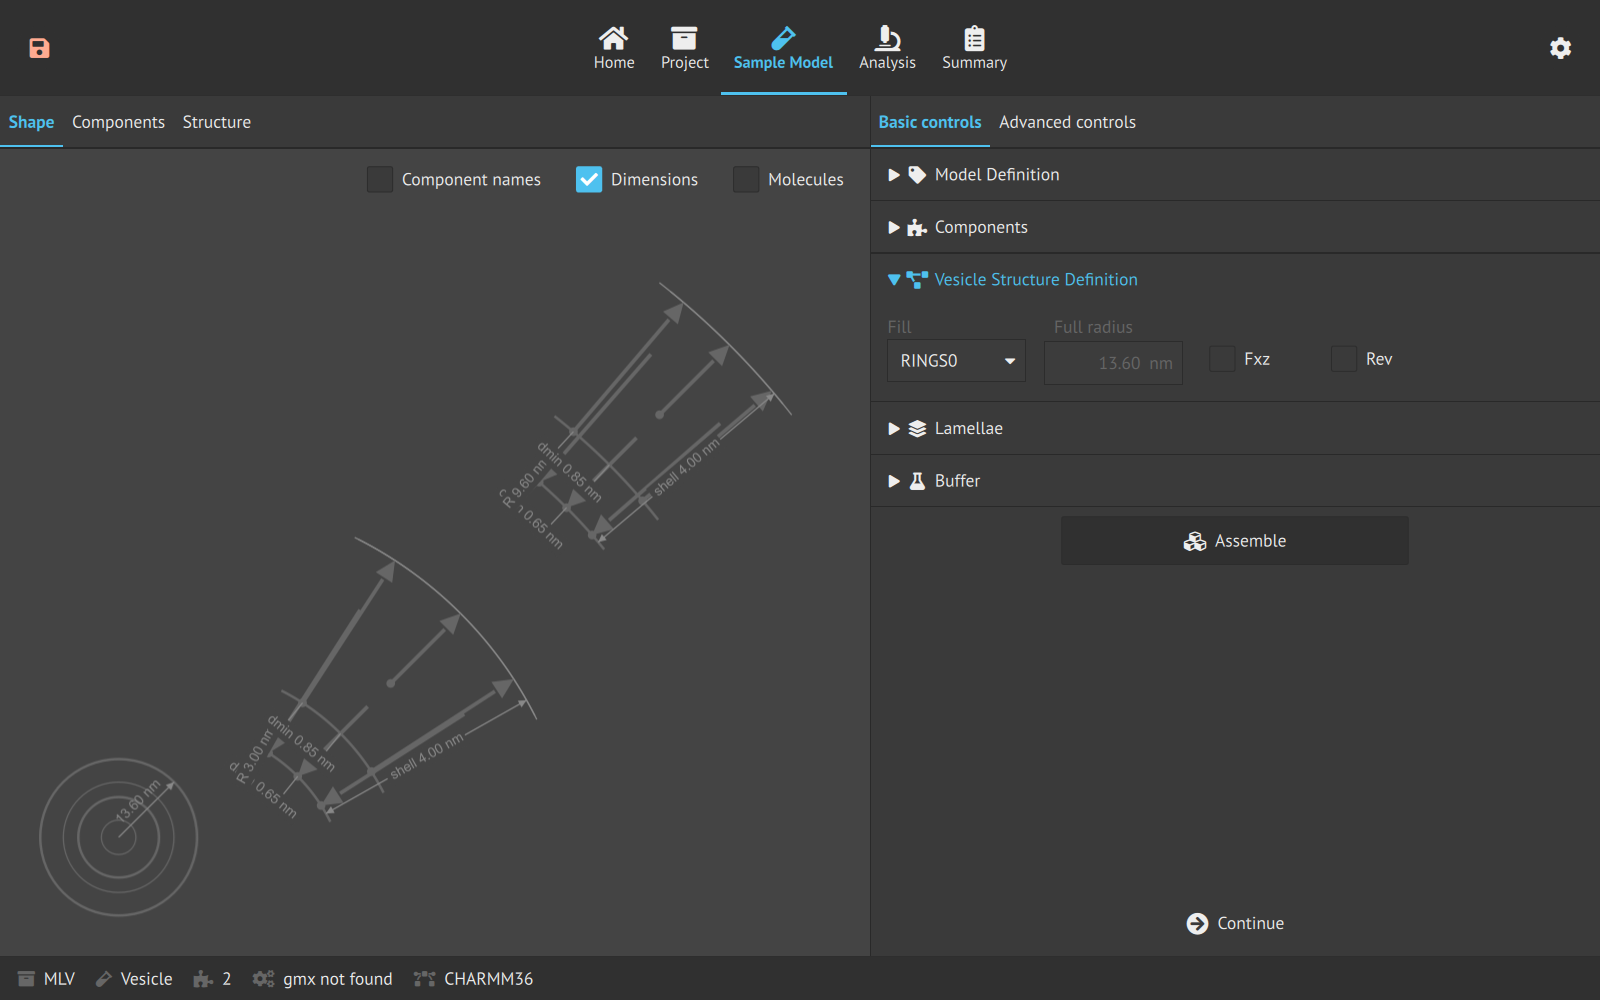 Home
Project
Sample Model
Analysis
Summary
Shape
Components
Structure
Basic controls
Advanced controls
Component names
Dimensions
Molecules
Model Definition
Components
Vesicle Structure Definition
Fill
Full radius
RINGS0
13.60 nm
Fxz
Rev
Lamellae
Buffer
Assemble
dmin 0.85 nm
R 9.60 nm
0.65 nm
shell 4.00 nm
dmin 0.85 nm
R 3.00 nm
0.65 nm
shell 4.00 nm
13.60 nm
Continue
MLV
Vesicle
2
gmx not found
CHARMM36